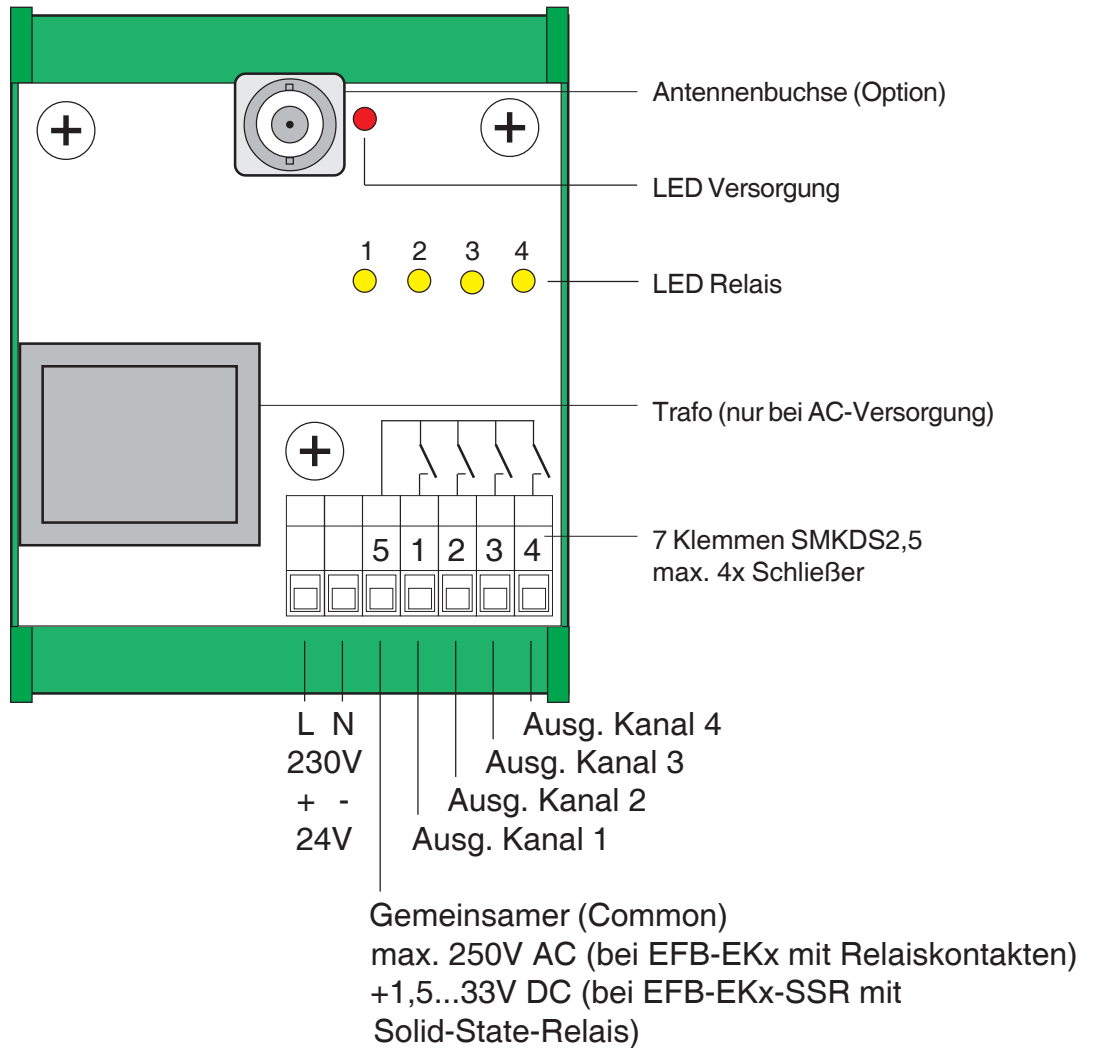 Antennenbuchse (Option)
LED Versorgung
1 2 3 4
LED Relais
Trafo (nur bei AC-Versorgung)
5 1 2 3 4
7 Klemmen SMKDS2,5
max. 4x Schließer
L N
230V
+ -
24V
Ausg. Kanal 4
Ausg. Kanal 3
Ausg. Kanal 2
Ausg. Kanal 1
Gemeinsamer (Common)
max. 250V AC (bei EFB-EKx mit Relaiskontakten)
+1,5...33V DC (bei EFB-EKx-SSR mit
Solid-State-Relais)